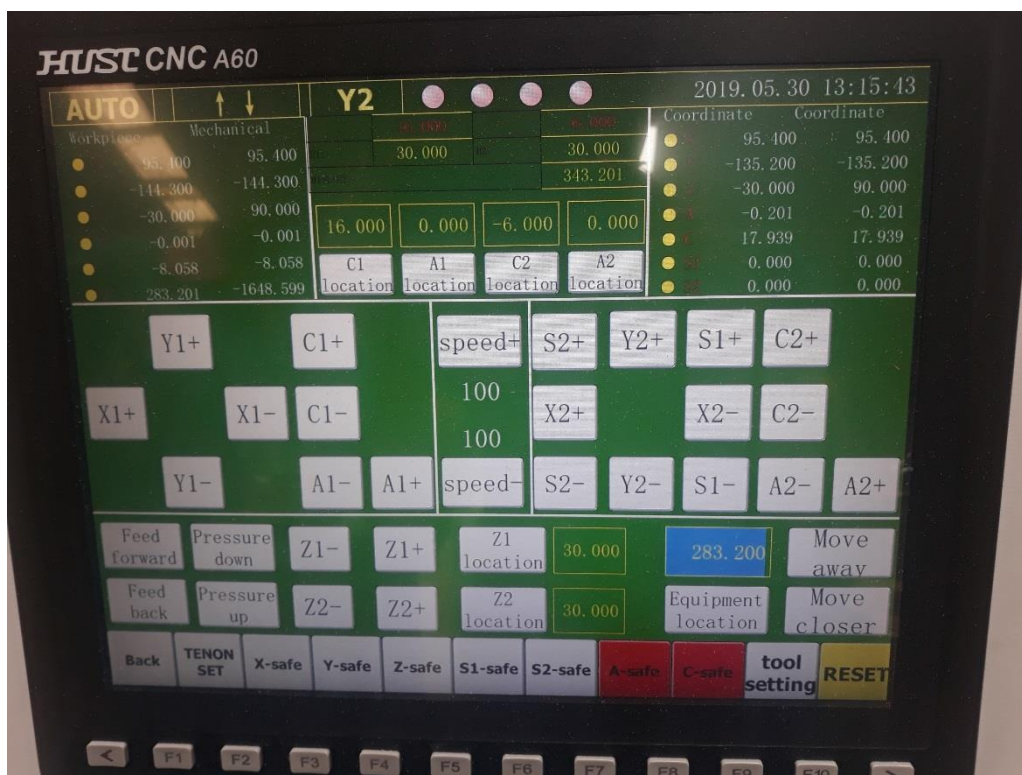 HUST CNC A60
AUTO ↑ ↓ Y2 2019.05.30 13:15:43
Workpiece Mechanical Coordinate Coordinate
95.400 95.400 95.400 95.400
30.000 30.000
-144.300 -144.300 343.201 -135.200 -135.200
-30.000 90.000 -30.000 90.000
-0.001 -0.001 16.000 0.000 -6.000 0.000 -0.201 -0.201
-8.058 -8.058 17.939 17.939
283.201 -1648.599 0.000 0.000
0.000 0.000
C1 location A1 location C2 location A2 location
Y1+ C1+ speed+ S2+ Y2+ S1+ C2+
X1+ X1- C1- 100 X2+ X2- C2-
100
Y1- A1- A1+ speed- S2- Y2- S1- A2- A2+
Feed forward Pressure down Z1- Z1+ Z1 location 30.000 283.200 Move away
Feed back Pressure up Z2- Z2+ Z2 location 30.000 Equipment location Move closer
Back TENON SET X-safe Y-safe Z-safe S1-safe S2-safe A-safe C-safe tool setting RESET
< F1 F2 F3 F4 F5 F6 F7 F8 F9 F10 >